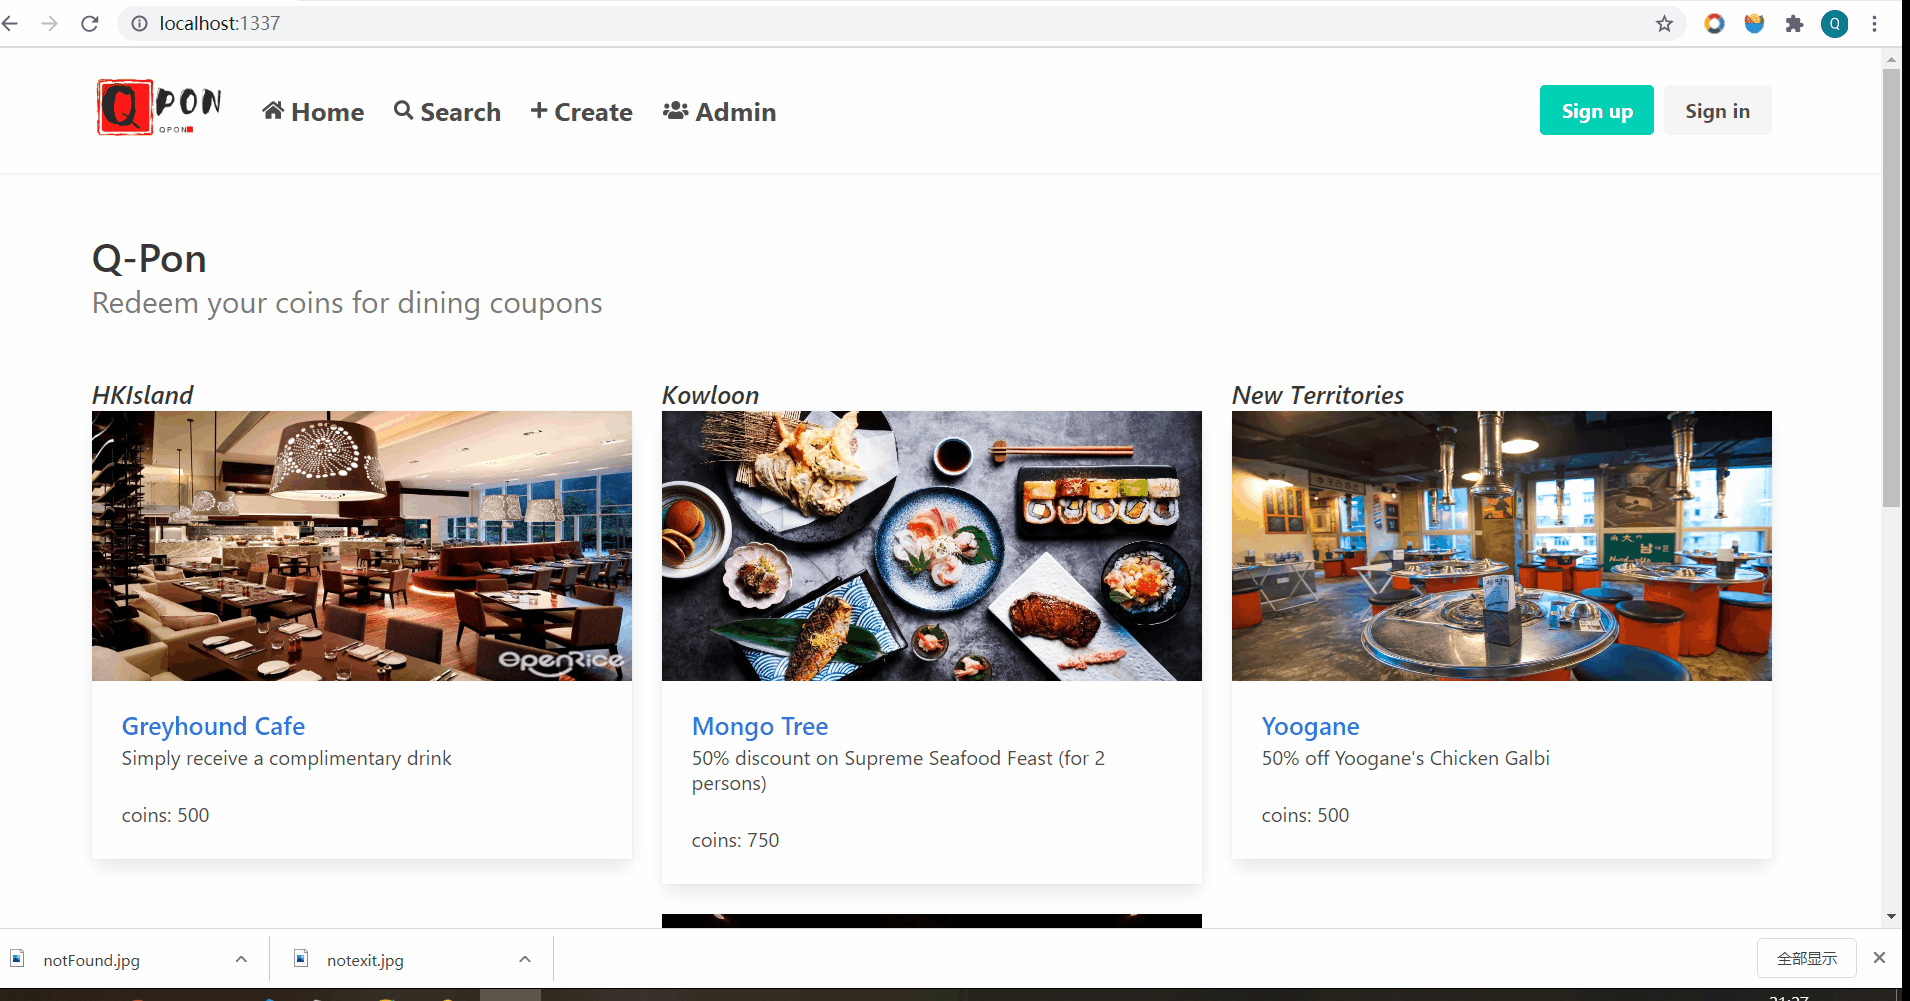 localhost:1337
Q
Q PON
QPON
Home
Search
Create
Admin
Sign up
Sign in
Q-Pon
Redeem your coins for dining coupons
HKIsland
Kowloon
New Territories
OpenRice
Greyhound Cafe
Simply receive a complimentary drink
coins: 500
Mongo Tree
50% discount on Supreme Seafood Feast (for 2
persons)
coins: 750
Yoogane
50% off Yoogane's Chicken Galbi
coins: 500
notFound.jpg
notexit.jpg
全部显示